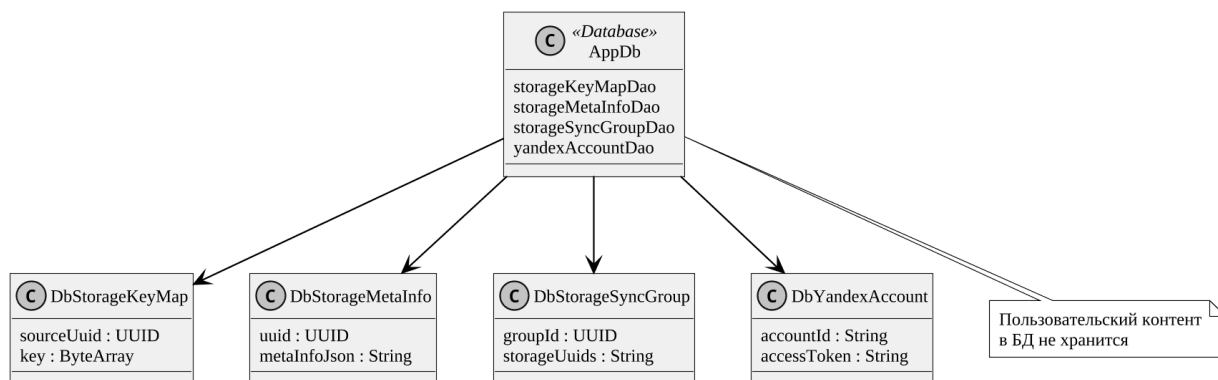 C «Database»
AppDb
storageKeyMapDao
storageMetaInfoDao
storageSyncGroupDao
yandexAccountDao
C DbStorageKeyMap
sourceUuid : UUID
key : ByteArray
C DbStorageMetaInfo
uuid : UUID
metaInfoJson : String
C DbStorageSyncGroup
groupId : UUID
storageUuids : String
C DbYandexAccount
accountId : String
accessToken : String
Пользовательский контент
в БД не хранится